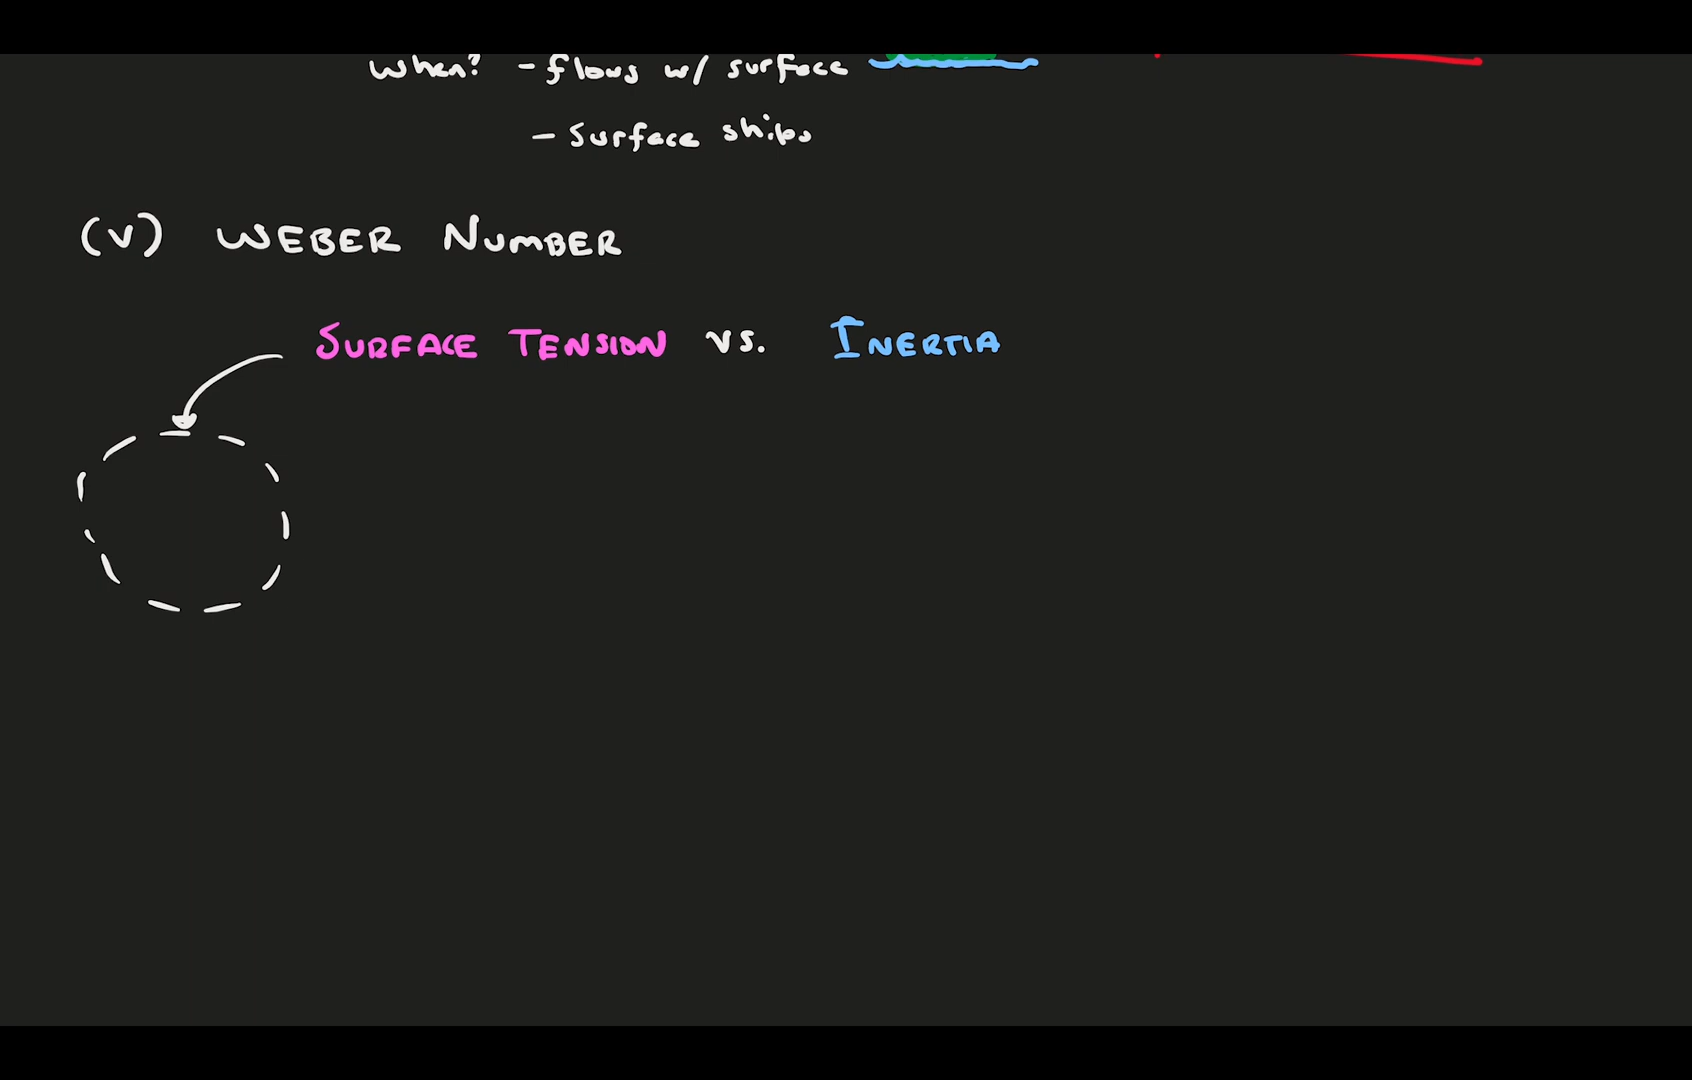 When? - flows w/ surface
- Surface ships
(V) WEBER NUMBER
SURFACE TENSION vs. INERTIA